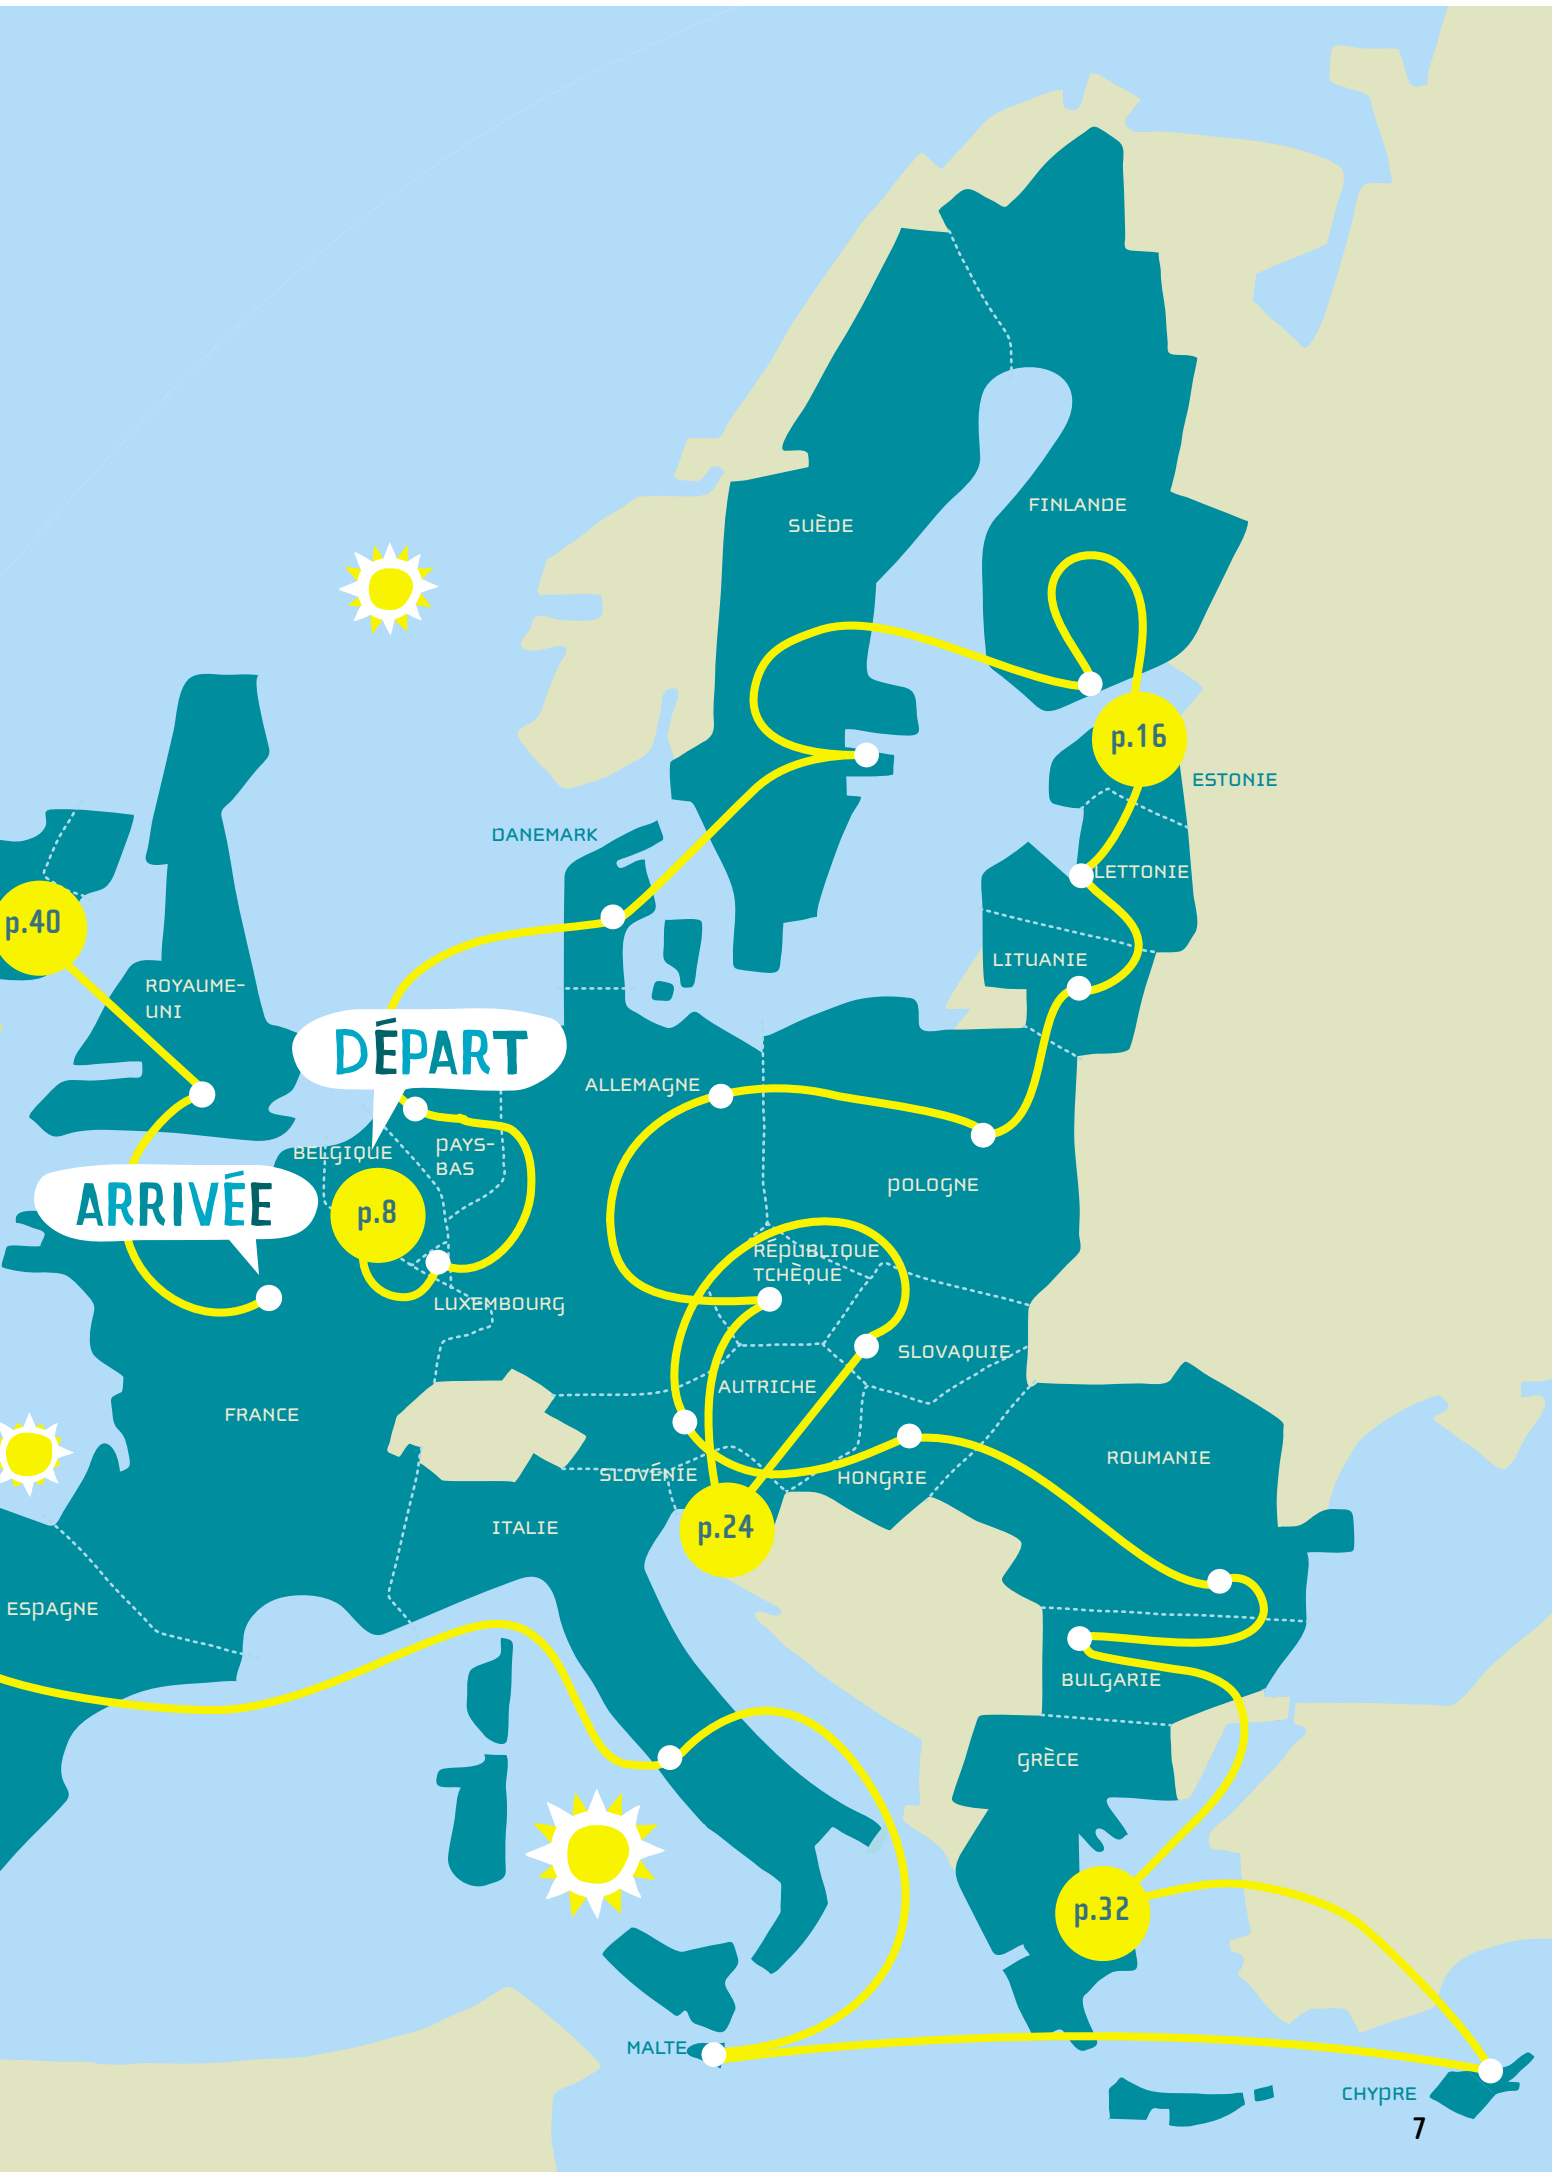 FINLANDE
SUÈDE
p.16
ESTONIE
DANEMARK
LETTONIE
p.40
LITUANIE
ROYAUME-
UNI
DÉPART
ALLEMAGNE
BELGIQUE
PAYS-
BAS
POLOGNE
ARRIVÉE
p.8
RÉPUBLIQUE
TCHÈQUE
LUXEMBOURG
SLOVAQUIE
AUTRICHE
FRANCE
ROUMANIE
SLOVÉNIE
HONGRIE
ITALIE
p.24
ESPAGNE
BULGARIE
GRÈCE
p.32
MALTE
CHYPRE
7